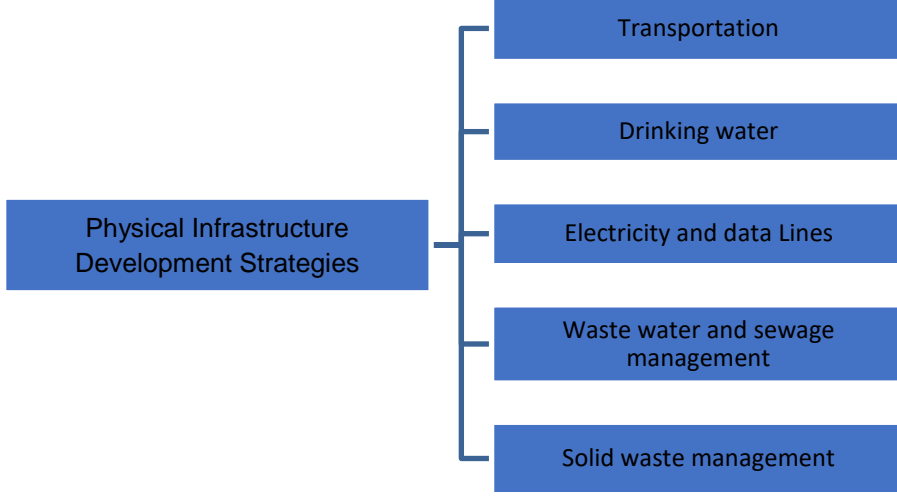 Transportation
Drinking water
Physical Infrastructure
Development Strategies
Electricity and data Lines
Waste water and sewage
management
Solid waste management